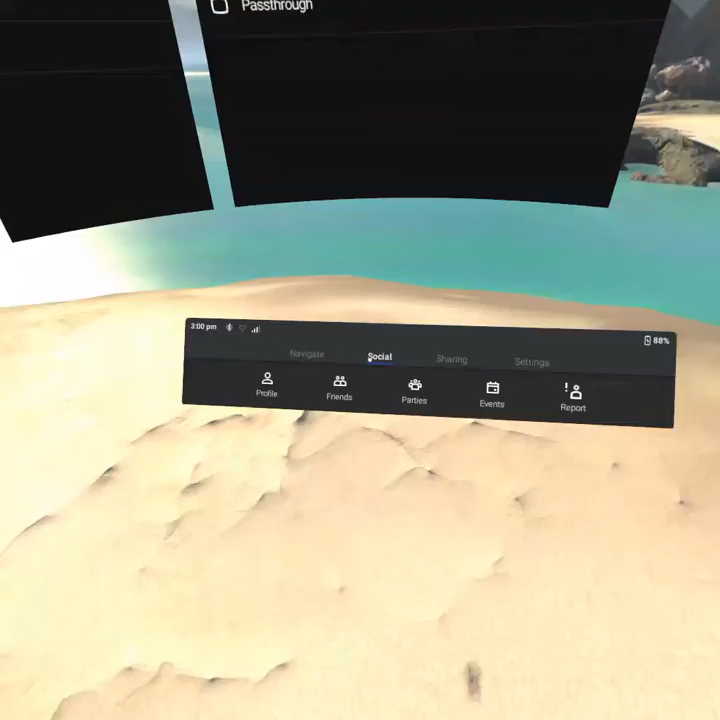 Passthrough
3:00 pm
88%
Navigate Social Sharing Settings
Profile Friends Parties Events Report